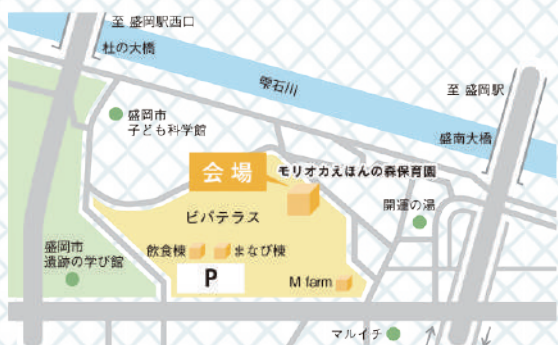 至 盛岡駅西口
杜の大橋
雫石川
至 盛岡駅
盛岡市
子ども科学館
盛南大橋
会場
モリオカえほんの森保育園
開運の湯
ビバテラス
盛岡市
遺跡の学び館
飲食棟
まなび棟
P
M farm
マルイチ